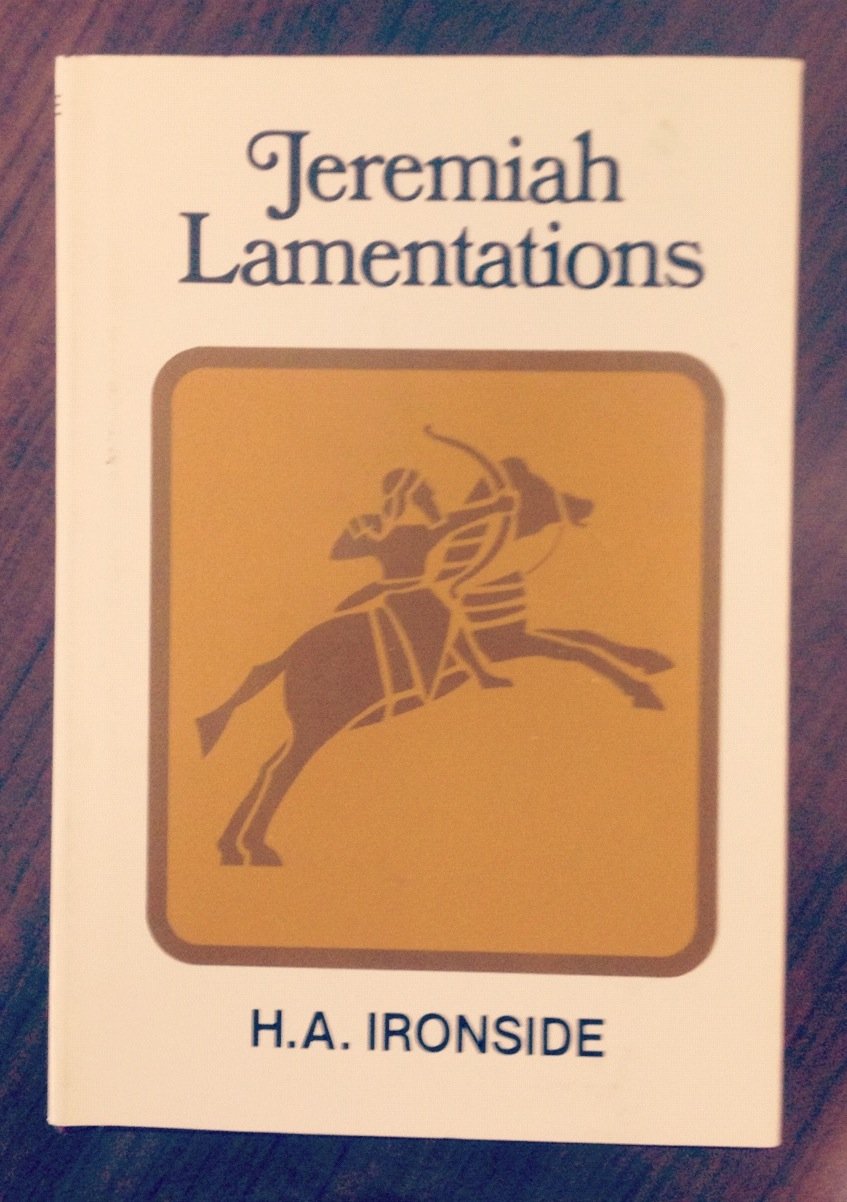 Jeremiah
Lamentations
H.A. IRONSIDE